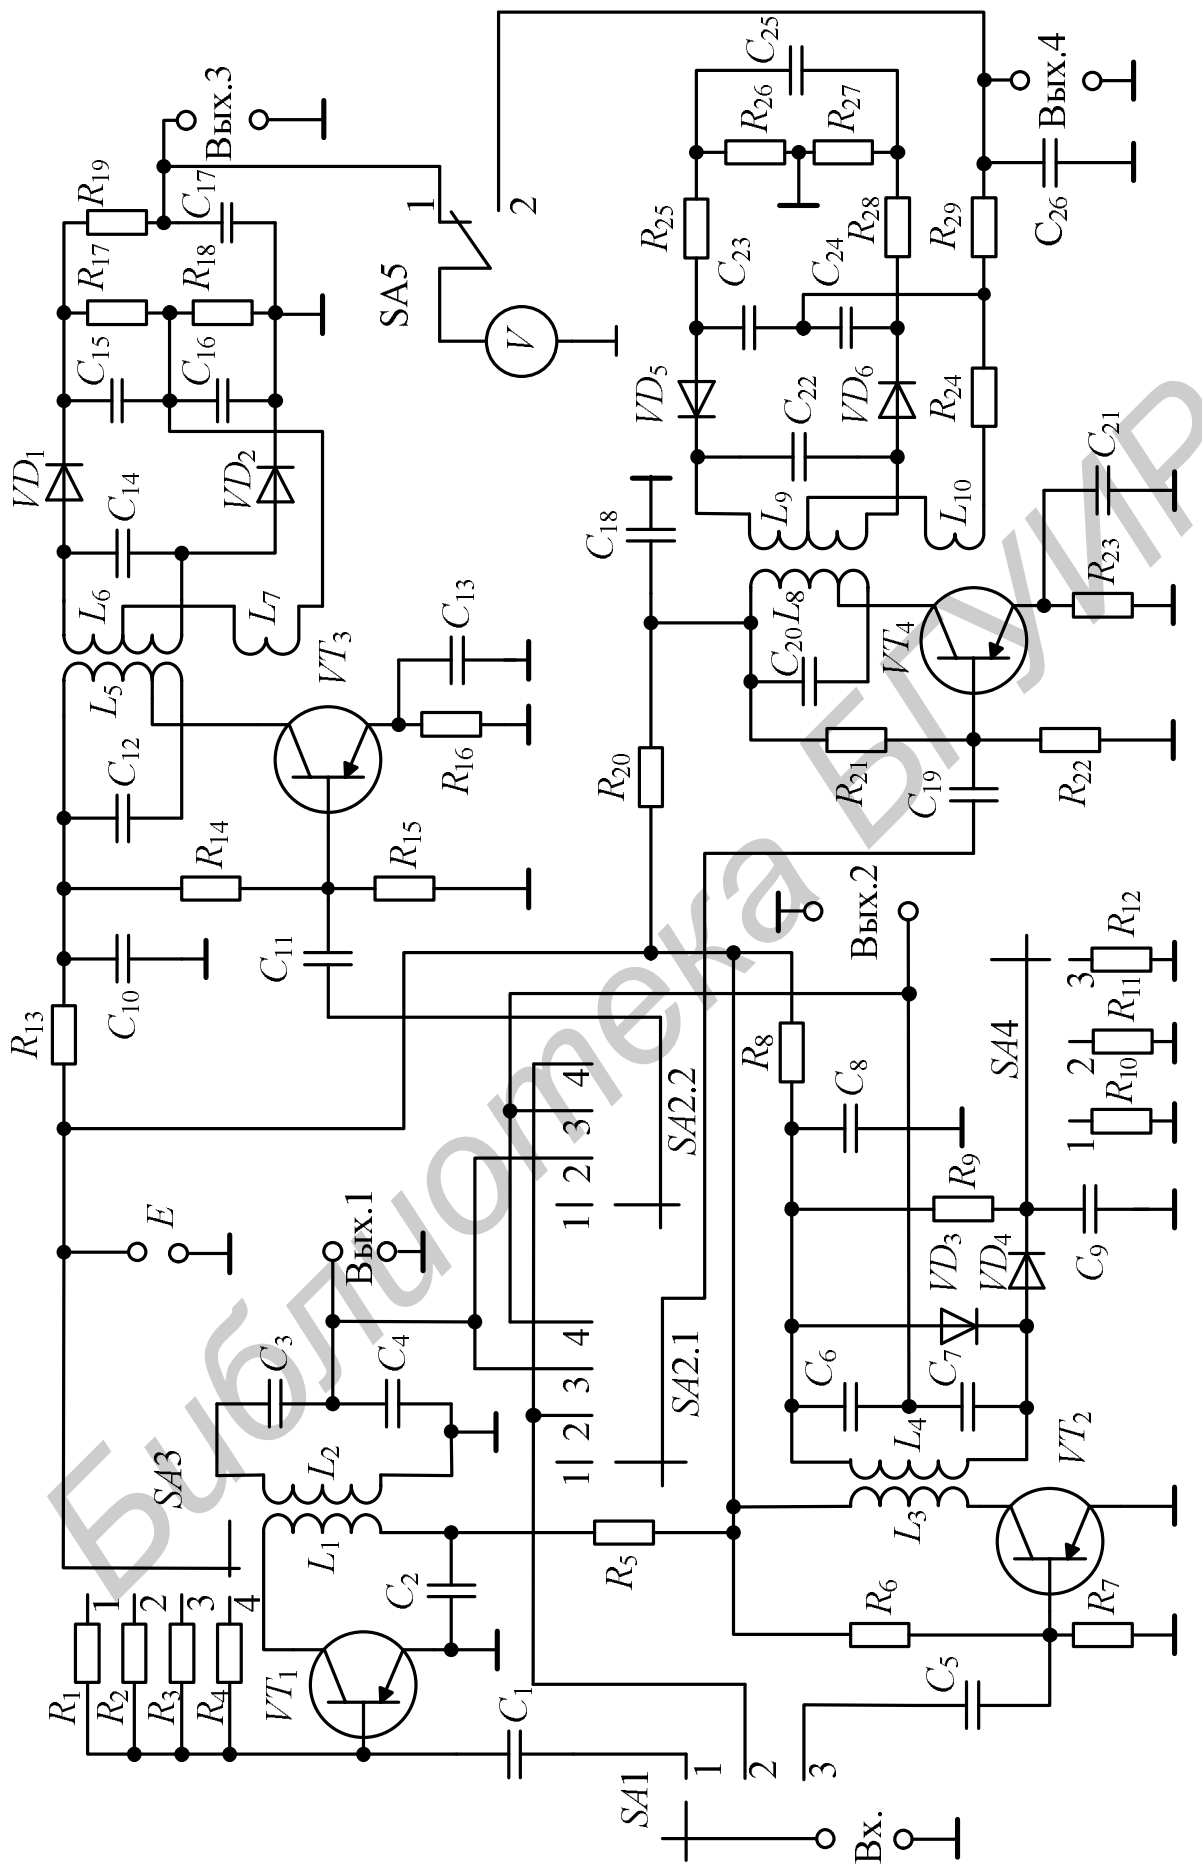 R19
Вых.3
C17
R17
R18
C15
C16
VD1
VD2
C14
L6
L7
L5
VT3
C13
C12
R16
R14
R15
C10
C11
R13
E
Вых.1
C3
C4
SA3
L2
L1
C2
R1
R2
R3
R4
1
2
3
4
VT1
C1
SA1
1
2
3
Вх.
SA5
1
2
V
C25
R26
R27
Вых.4
R25
R28
R29
C26
C23
C24
VD5
VD6
C22
R24
C21
L9
L10
C18
L8
C20
VT4
R23
R20
R21
R22
C19
Вых.2
SA2.2
1
2
3
4
SA2.1
1
2
3
4
R8
C8
R9
SA4
1
2
3
R10
R11
R12
VD3
VD4
C9
C6
C7
L4
L3
VT2
R5
R6
R7
C5
Библиотека БГУИР